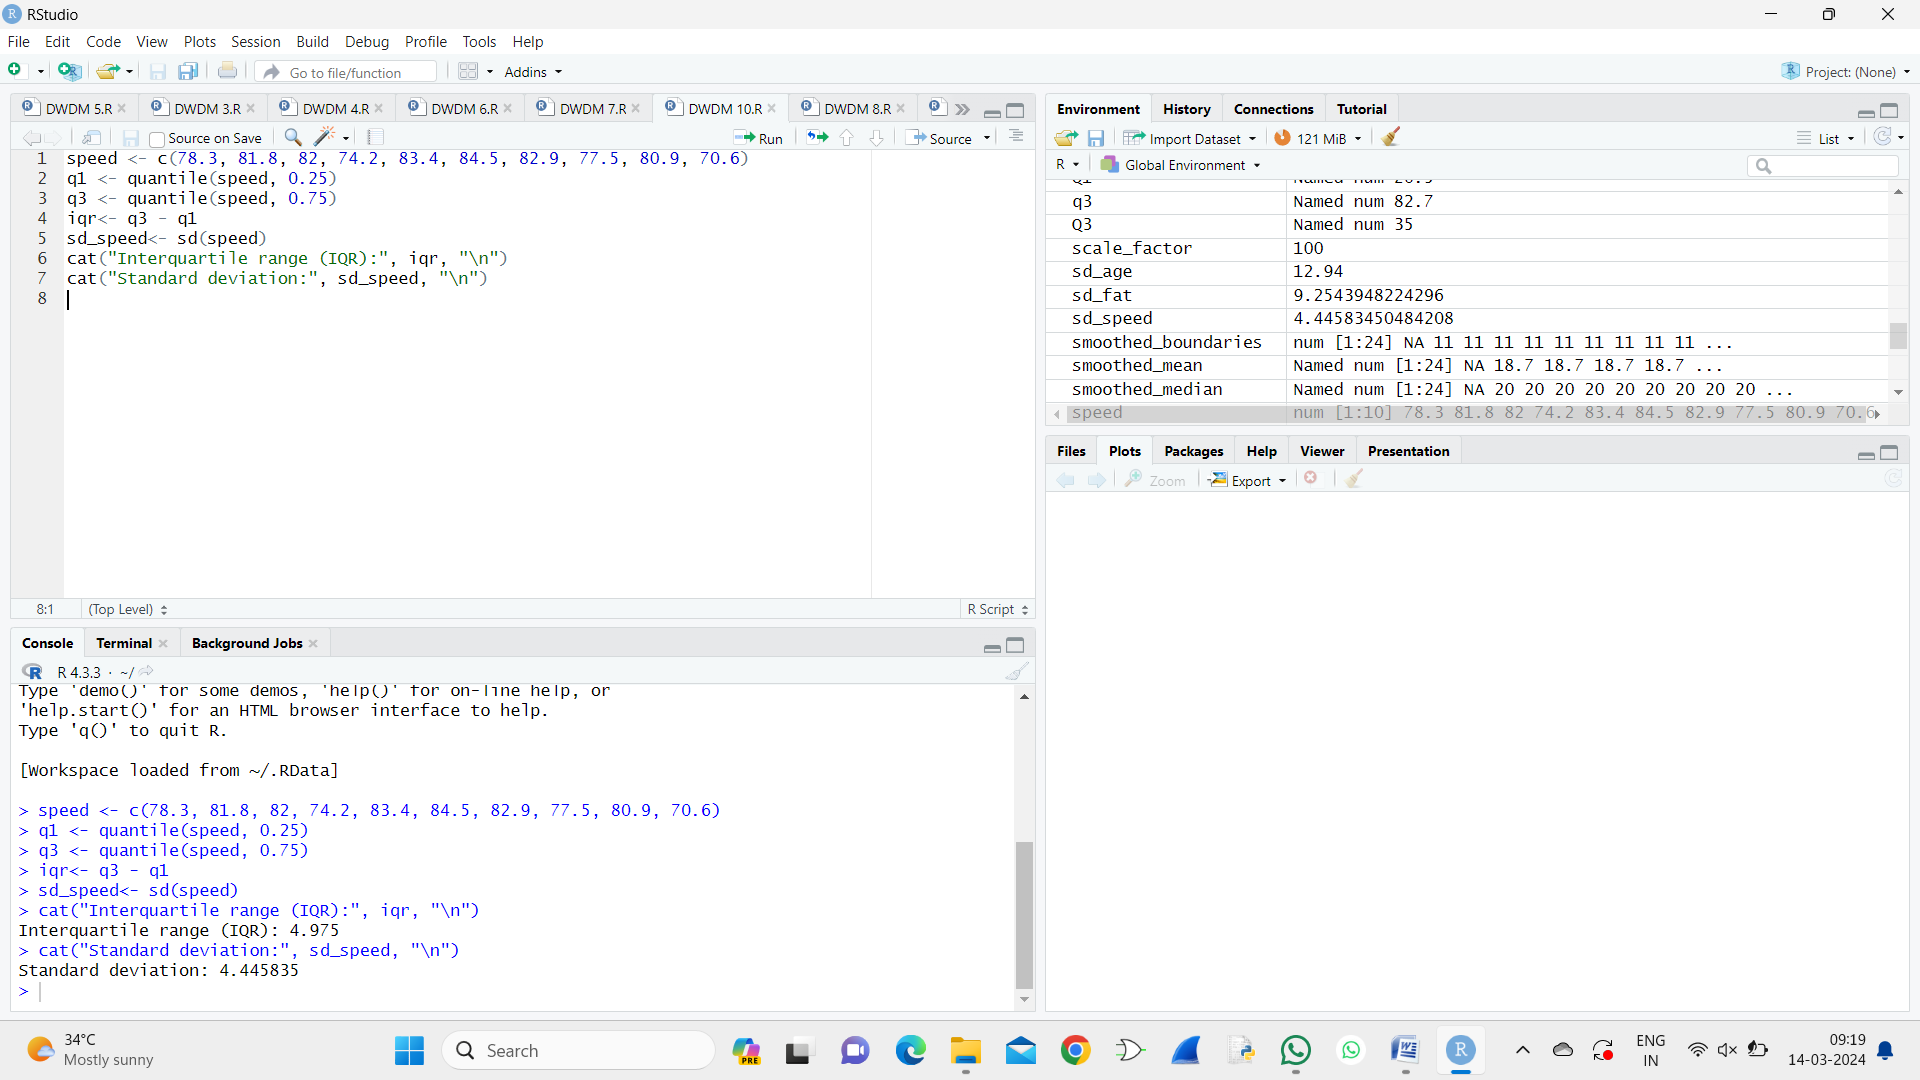 RStudio
File Edit Code View Plots Session Build Debug Profile Tools Help
Go to file/function Addins Project: (None)
DWDM 5.R DWDM 3.R DWDM 4.R DWDM 6.R DWDM 7.R DWDM 10.R DWDM 8.R
Source on Save Run Source
1 speed <- c(78.3, 81.8, 82, 74.2, 83.4, 84.5, 82.9, 77.5, 80.9, 70.6)
2 q1 <- quantile(speed, 0.25)
3 q3 <- quantile(speed, 0.75)
4 iqr<- q3 - q1
5 sd_speed<- sd(speed)
6 cat("Interquartile range (IQR):", iqr, "\n")
7 cat("Standard deviation:", sd_speed, "\n")
8
8:1 (Top Level) R Script
Console Terminal Background Jobs
R 4.3.3 · ~/
Type 'demo()' for some demos, 'help()' for on-line help, or
'help.start()' for an HTML browser interface to help.
Type 'q()' to quit R.
[Workspace loaded from ~/.RData]
> speed <- c(78.3, 81.8, 82, 74.2, 83.4, 84.5, 82.9, 77.5, 80.9, 70.6)
> q1 <- quantile(speed, 0.25)
> q3 <- quantile(speed, 0.75)
> iqr<- q3 - q1
> sd_speed<- sd(speed)
> cat("Interquartile range (IQR):", iqr, "\n")
Interquartile range (IQR): 4.975
> cat("Standard deviation:", sd_speed, "\n")
Standard deviation: 4.445835
>
Environment History Connections Tutorial
Import Dataset 121 MiB List
R Global Environment
q3 Named num 82.7
Q3 Named num 35
scale_factor 100
sd_age 12.94
sd_fat 9.2543948224296
sd_speed 4.44583450484208
smoothed_boundaries num [1:24] NA 11 11 11 11 11 11 11 11 11 ...
smoothed_mean Named num [1:24] NA 18.7 18.7 18.7 18.7 ...
smoothed_median Named num [1:24] NA 20 20 20 20 20 20 20 20 20 ...
speed num [1:10] 78.3 81.8 82 74.2 83.4 84.5 82.9 77.5 80.9 70.6
Files Plots Packages Help Viewer Presentation
Zoom Export
34°C
Mostly sunny
Search
PRE
ENG
IN
09:19
14-03-2024